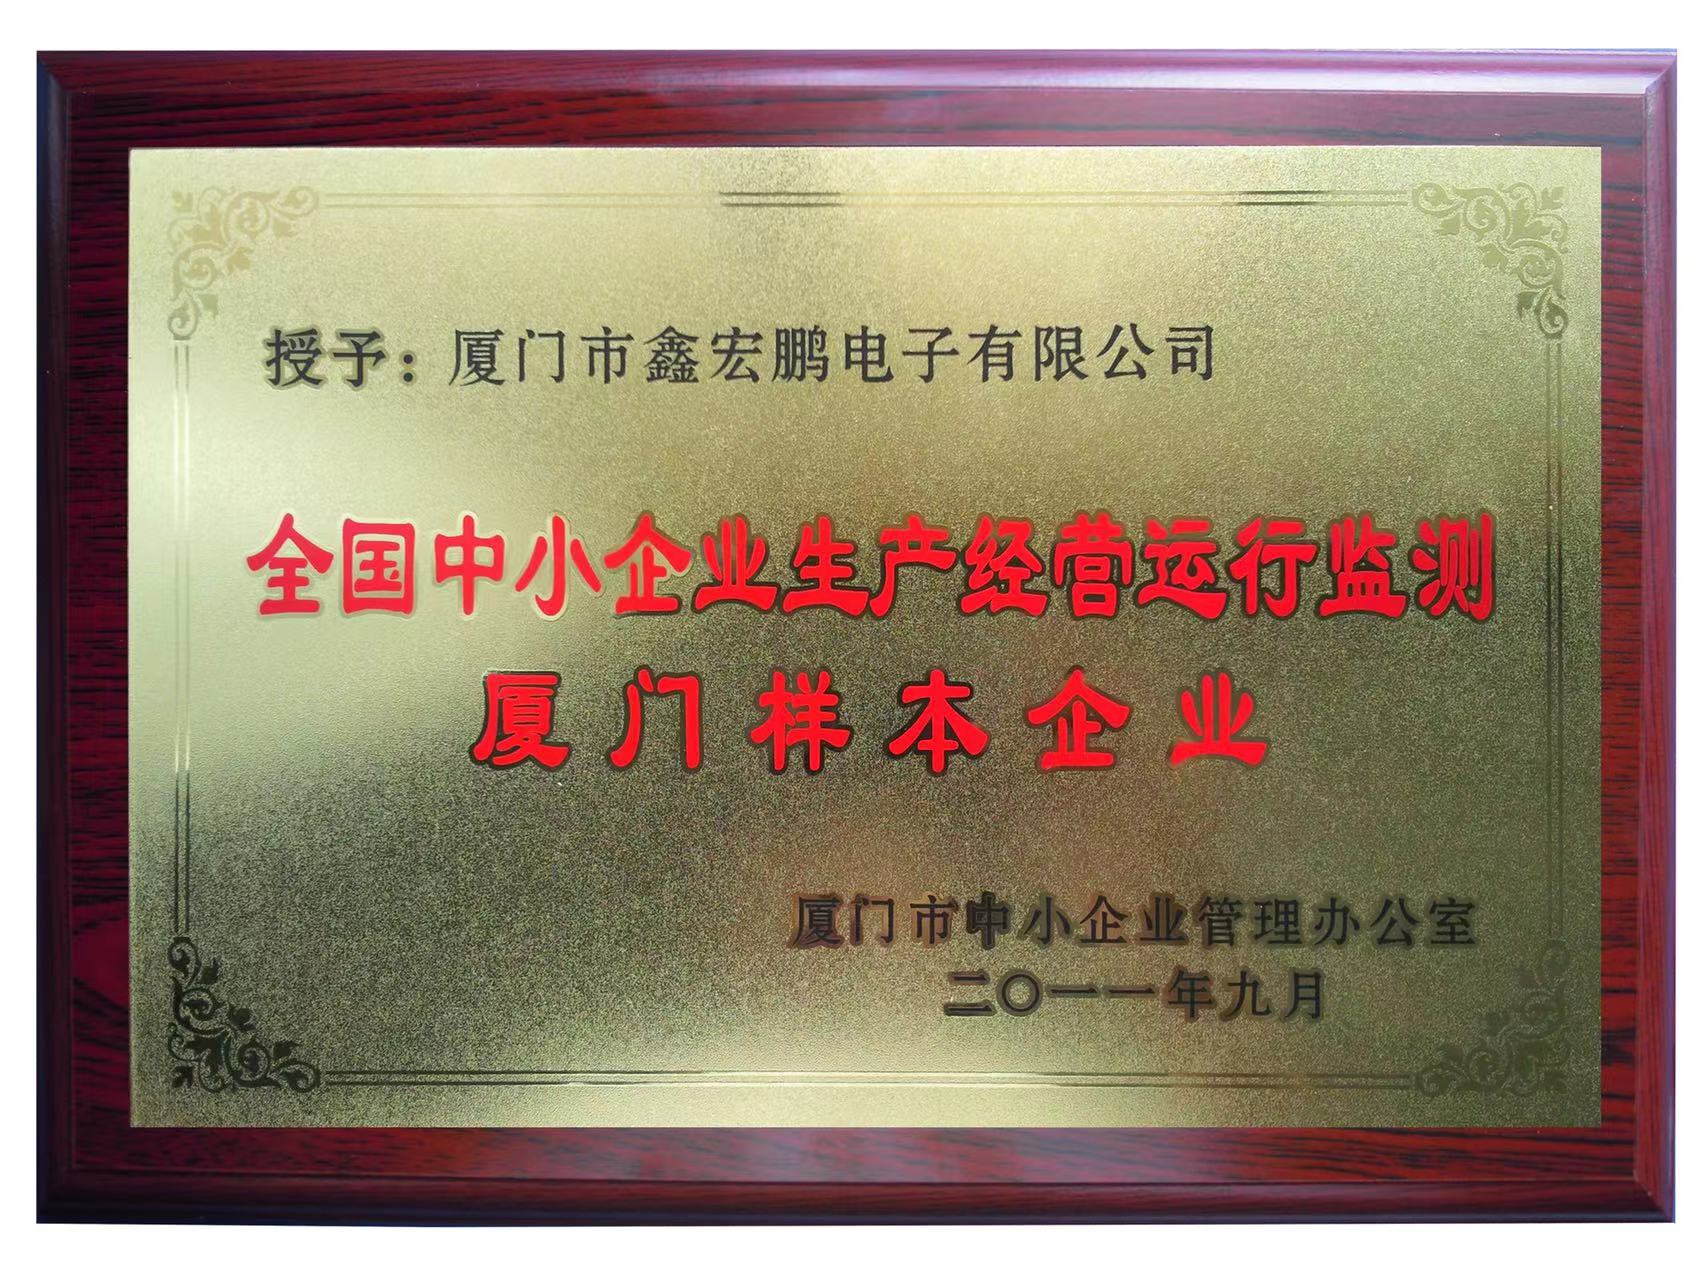 授予：厦门市鑫宏鹏电子有限公司
全国中小企业生产经营运行监测
厦门样本企业
厦门市中小企业管理办公室
二〇一一年九月